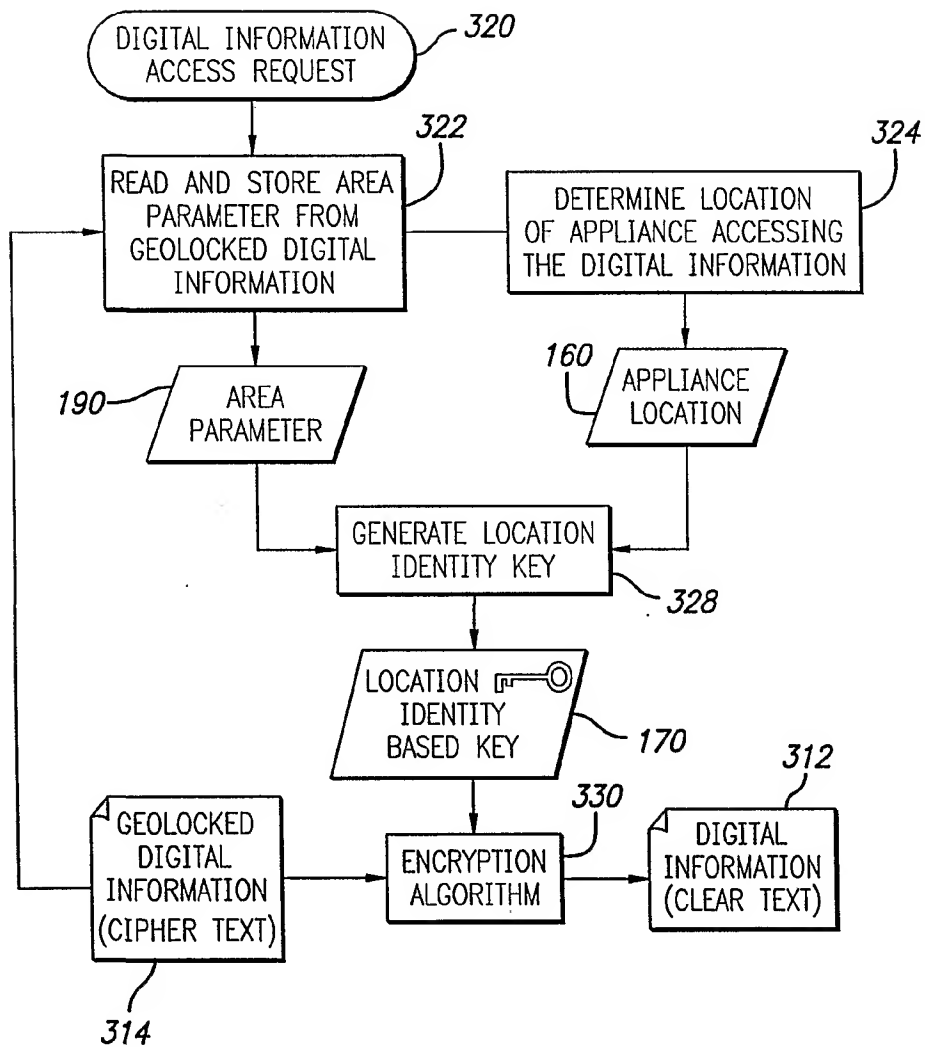 DIGITAL INFORMATION
ACCESS REQUEST
320
322
READ AND STORE AREA
PARAMETER FROM
GEOLOCKED DIGITAL
INFORMATION
324
DETERMINE LOCATION
OF APPLIANCE ACCESSING
THE DIGITAL INFORMATION
190
AREA
PARAMETER
160
APPLIANCE
LOCATION
GENERATE LOCATION
IDENTITY KEY
328
LOCATION
IDENTITY
BASED KEY
170
GEOLOCKED
DIGITAL
INFORMATION
(CIPHER TEXT)
314
330
ENCRYPTION
ALGORITHM
312
DIGITAL
INFORMATION
(CLEAR TEXT)